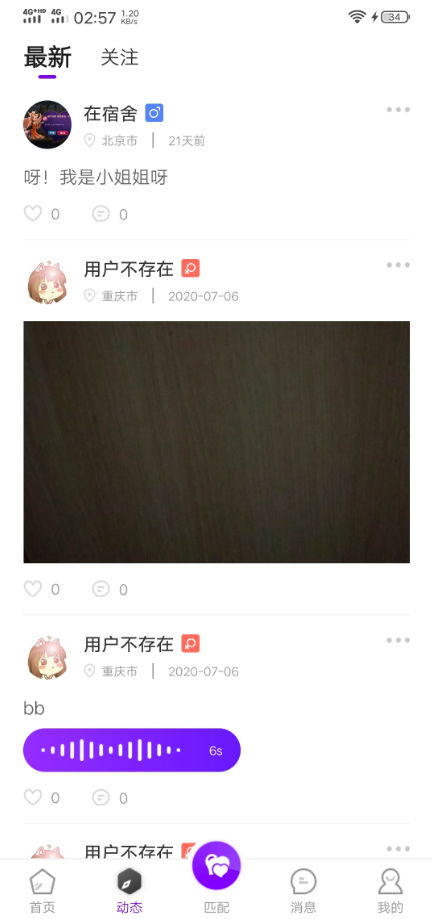 4G+HD 4G 02:57 1.20 KB/s 34
最新 关注
在宿舍
北京市 | 21天前
呀！我是小姐姐呀
0 0
用户不存在
重庆市 | 2020-07-06
0 0
用户不存在
重庆市 | 2020-07-06
bb
6s
0 0
用户不存在
首页 动态 匹配 消息 我的